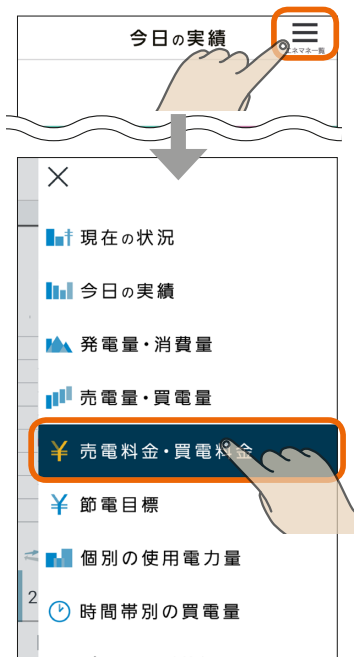 今日の実績
エネマネ一覧
現在の状況
今日の実績
発電量・消費量
売電量・買電量
¥ 売電料金・買電料金
¥ 節電目標
個別の使用電力量
2
時間帯別の買電量